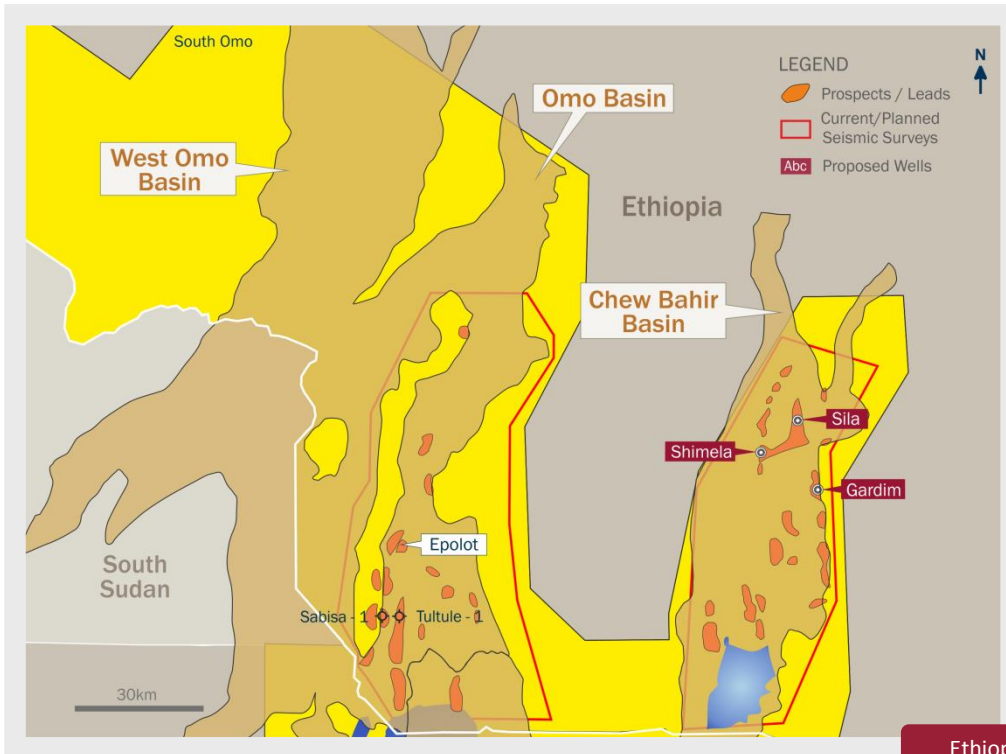 South Omo
N
LEGEND
Prospects / Leads
Current/Planned
Seismic Surveys
Abc
Proposed Wells
Omo Basin
West Omo
Basin
Ethiopia
Chew Bahir
Basin
Sila
Shimela
Gardim
Epolot
South
Sudan
Sabisa - 1
Tultule - 1
30km